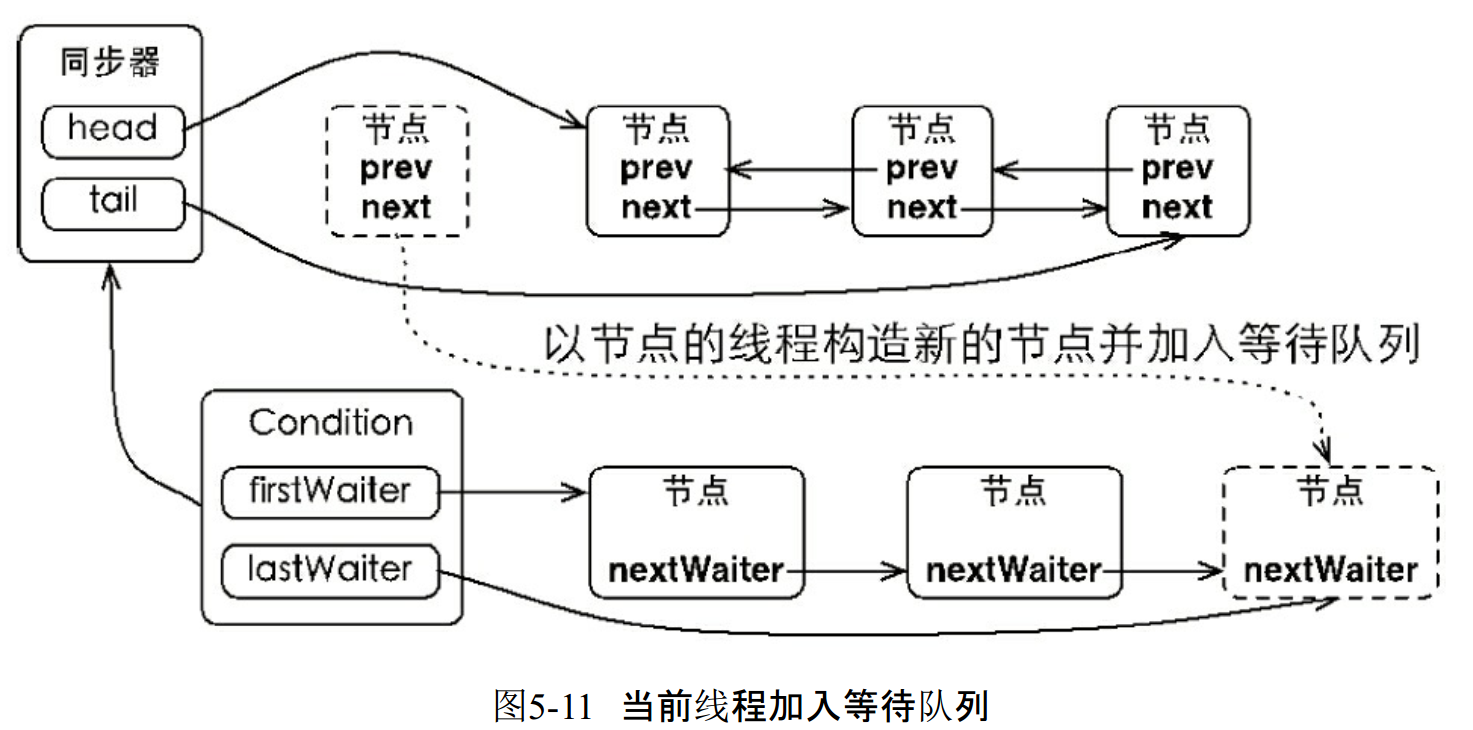 同步器
head
tail
节点
prev
next
节点
prev
next
节点
prev
next
节点
prev
next
以节点的线程构造新的节点并加入等待队列
Condition
firstWaiter
lastWaiter
节点
nextWaiter
节点
nextWaiter
节点
nextWaiter
图5-11 当前线程加入等待队列